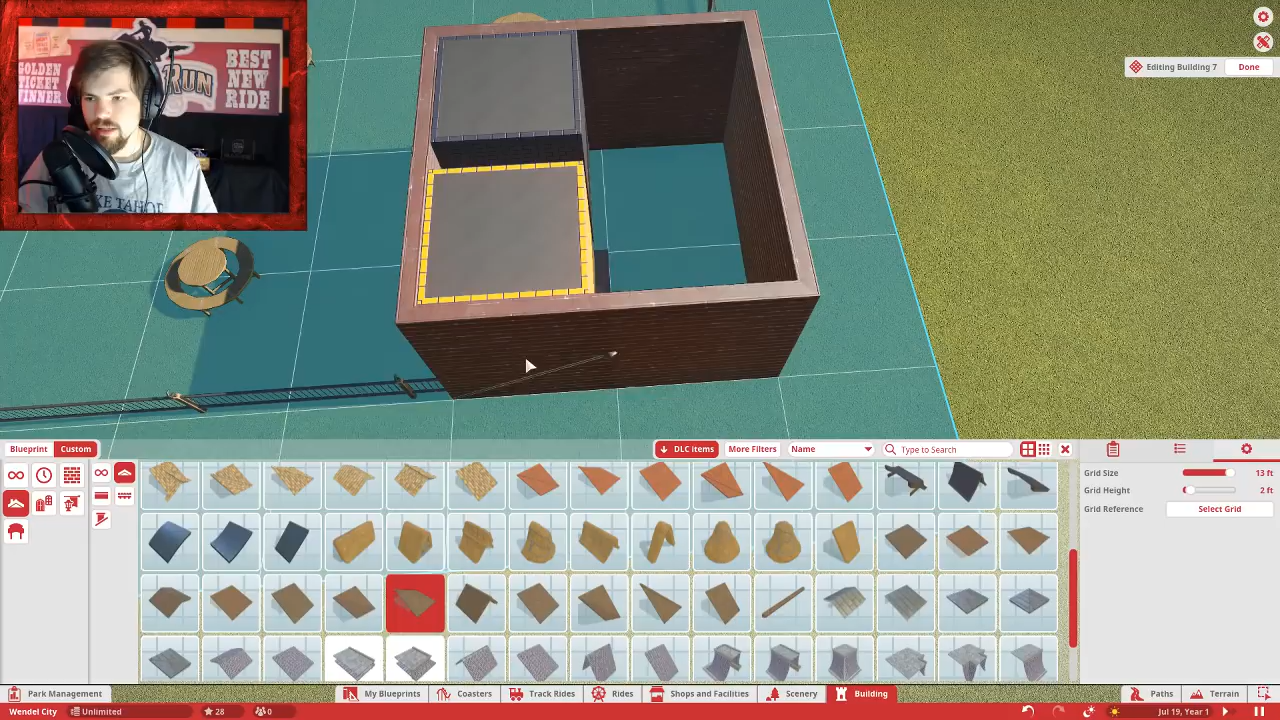 GOLDEN
TICKET
WINNER
RUN
BEST
NEW
RIDE
KE TAHO
Editing Building 7
Done
Blueprint
Custom
DLC Items
More Filters
Name
Type to Search
Grid Size
13 ft
Grid Height
2 ft
Grid Reference
Select Grid
Park Management
My Blueprints
Coasters
Track Rides
Rides
Shops and Facilities
Scenery
Building
Paths
Terrain
Wendel City
Unlimited
28
0
Jul 19, Year 1